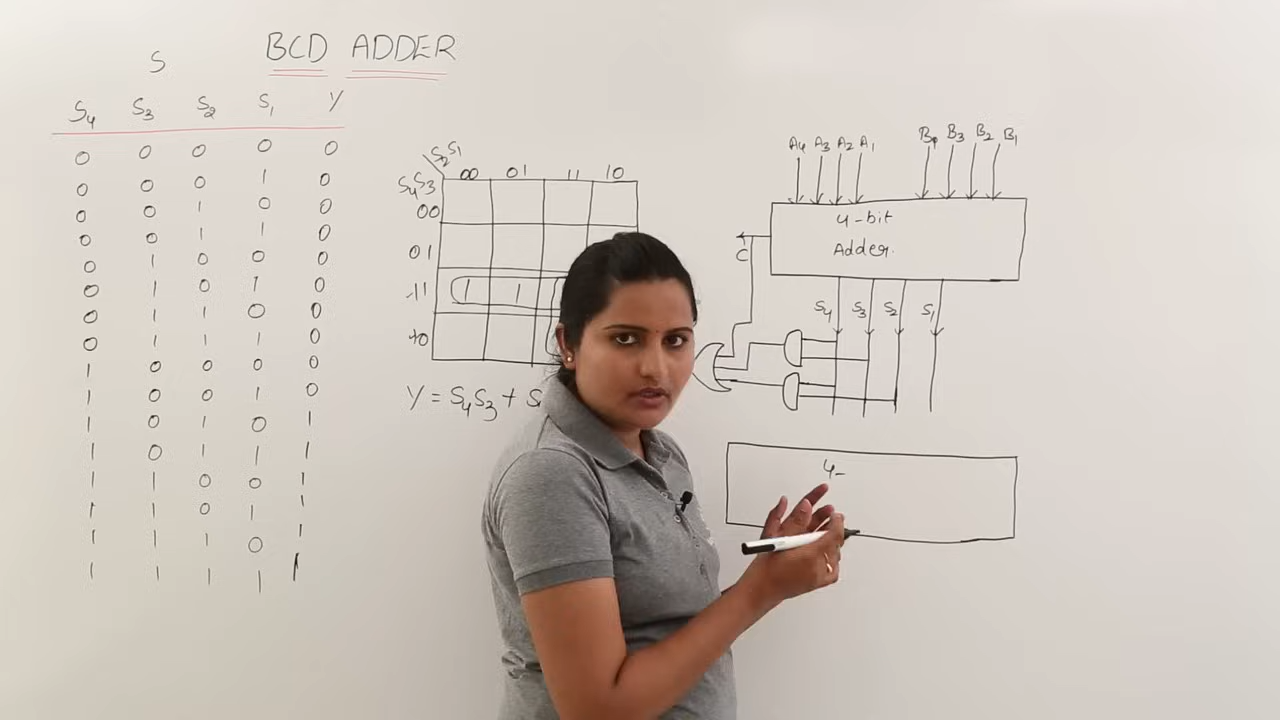 BCD ADDER
S
S4 S3 S2 S1 Y
0 0 0 0 0
0 0 0 1 0
0 0 1 0 0
0 0 1 1 0
0 1 0 0 0
0 1 0 1 0
0 1 1 0 0
0 1 1 1 0
1 0 0 0 0
1 0 0 1 0
1 0 1 0 1
1 0 1 1 1
1 1 0 0 1
1 1 0 1 1
1 1 1 0 1
1 1 1 1 1
S2S1
S4S3 00 01 11 10
00
01
11 1 1
10
Y = S4S3 + S
A4 A3 A2 A1 B4 B3 B2 B1
4-bit
Adder.
C
S4 S3 S2 S1
4-